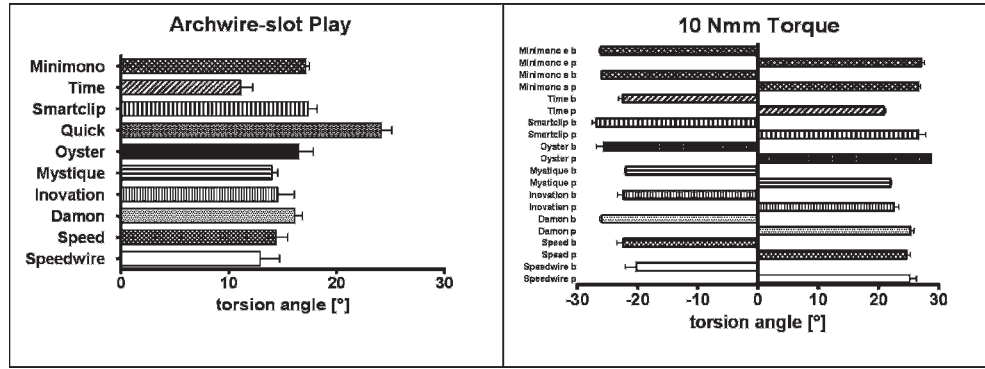 Archwire-slot Play
Minimono
Time
Smartclip
Quick
Oyster
Mystique
Inovation
Damon
Speed
Speedwire
0
10
20
30
torsion angle [°]
10 Nmm Torque
Minimono e b
Minimono e p
Minimono s b
Minimono s p
Time b
Time p
Smartclip b
Smartclip p
Oyster b
Oyster p
Mystique b
Mystique p
Inovation b
Inovation p
Damon b
Damon p
Speed b
Speed p
Speedwire b
Speedwire p
-30
-20
-10
0
10
20
30
torsion angle [°]